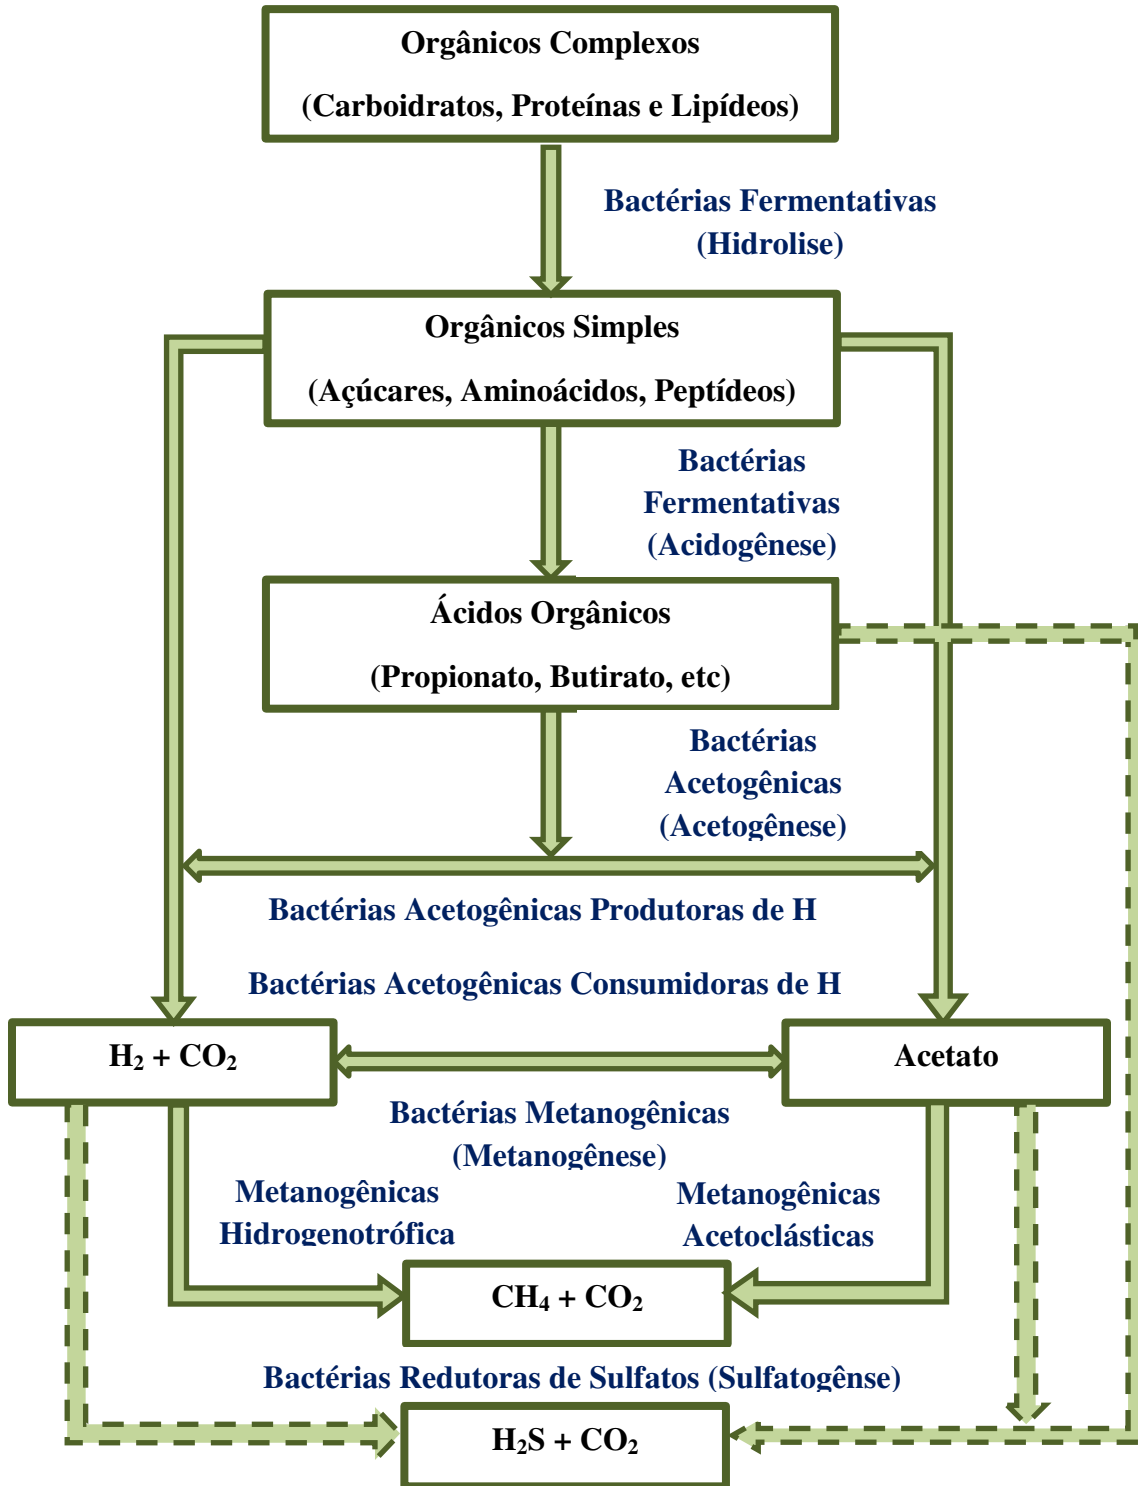 Orgânicos Complexos
(Carboidratos, Proteínas e Lipídeos)
Bactérias Fermentativas
(Hidrolise)
Orgânicos Simples
(Açúcares, Aminoácidos, Peptídeos)
Bactérias
Fermentativas
(Acidogênese)
Ácidos Orgânicos
(Propionato, Butirato, etc)
Bactérias
Acetogênicas
(Acetogênese)
Bactérias Acetogênicas Produtoras de H
Bactérias Acetogênicas Consumidoras de H
H₂ + CO₂
Acetato
Bactérias Metanogênicas
(Metanogênese)
Metanogênicas
Hidrogenotrófica
Metanogênicas
Acetoclásticas
CH₄ + CO₂
Bactérias Redutoras de Sulfatos (Sulfatogênse)
H₂S + CO₂